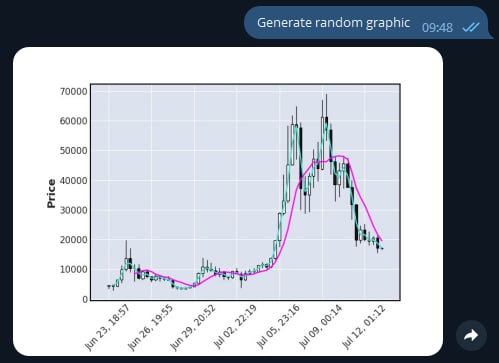 Generate random graphic 09:48
70000
60000
50000
40000
30000
20000
10000
0
Price
Jun 23, 18:57
Jun 26, 19:55
Jun 29, 20:52
Jul 02, 22:19
Jul 05, 23:16
Jul 09, 00:14
Jul 12, 01:12